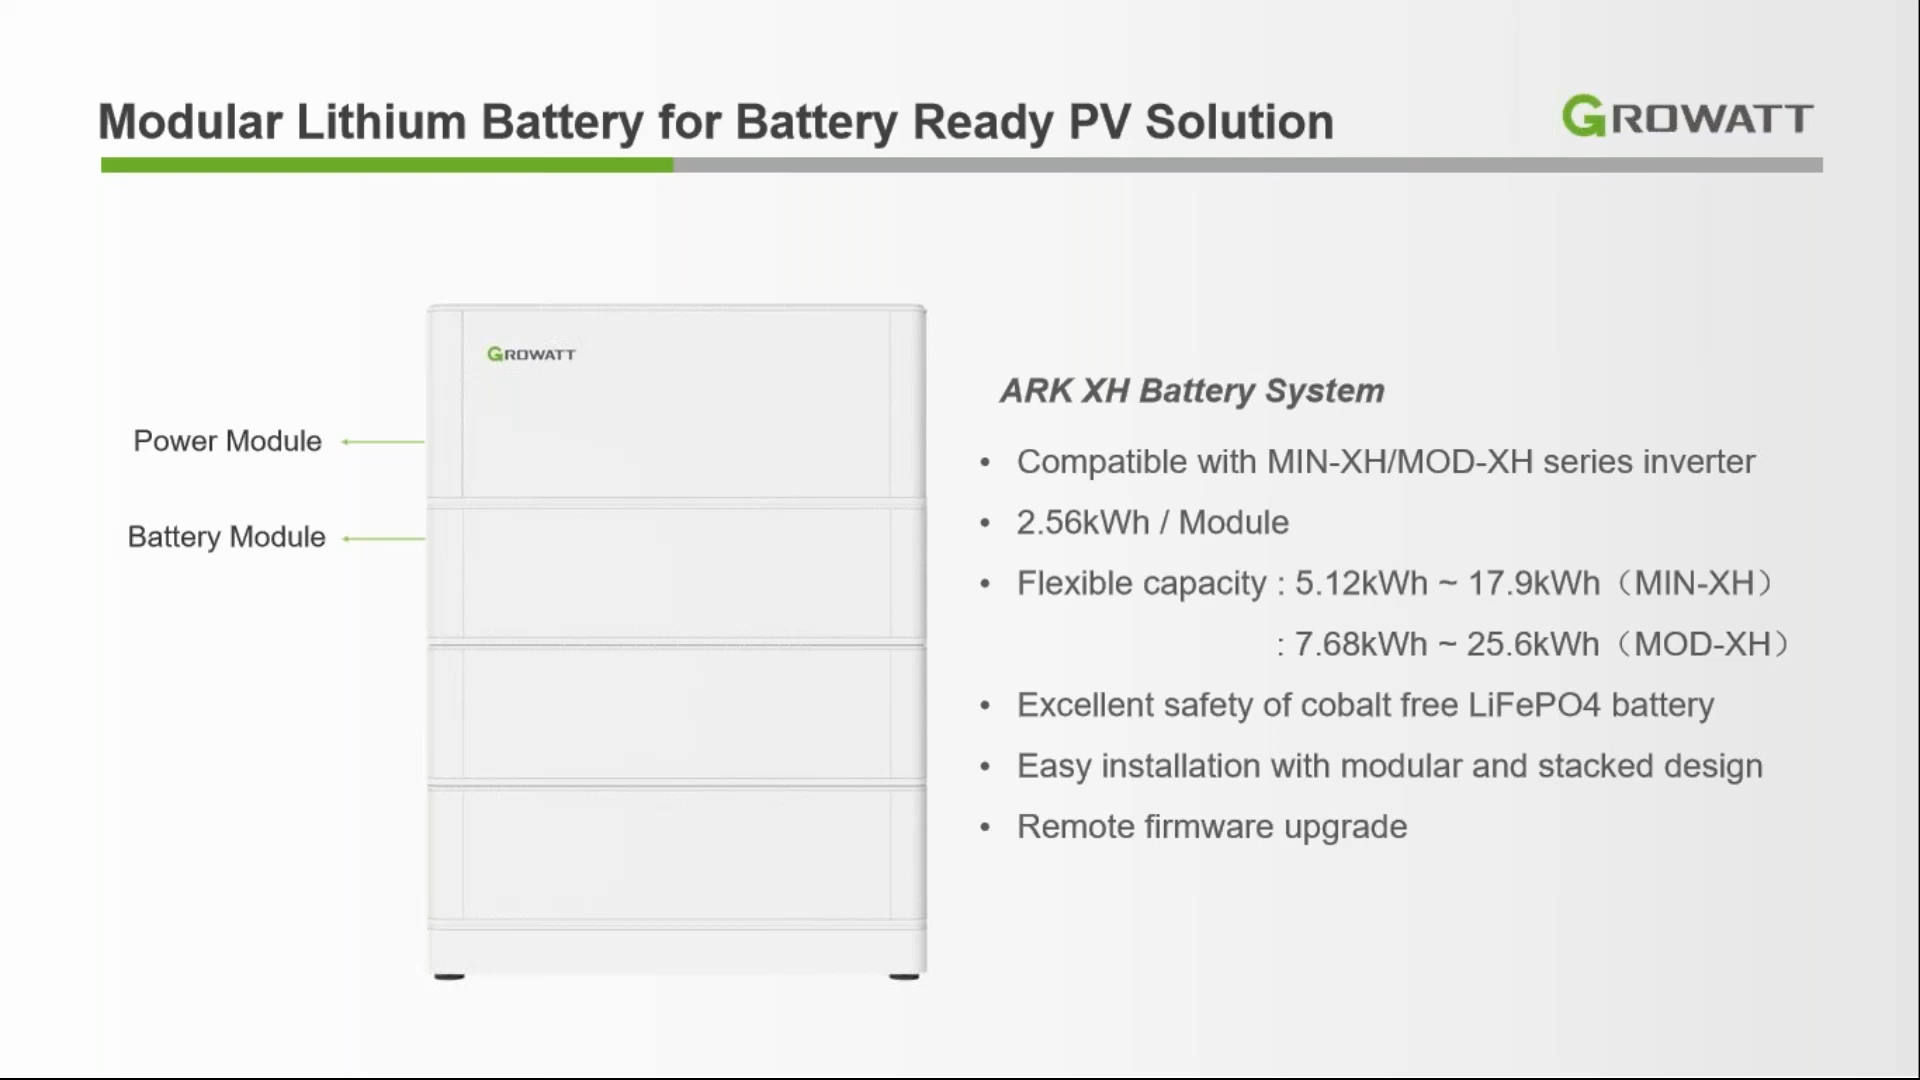 Modular Lithium Battery for Battery Ready PV Solution
GROWATT
GROWATT
Power Module
Battery Module
ARK XH Battery System
• Compatible with MIN-XH/MOD-XH series inverter
• 2.56kWh / Module
• Flexible capacity : 5.12kWh ~ 17.9kWh（MIN-XH）
: 7.68kWh ~ 25.6kWh（MOD-XH）
• Excellent safety of cobalt free LiFePO4 battery
• Easy installation with modular and stacked design
• Remote firmware upgrade